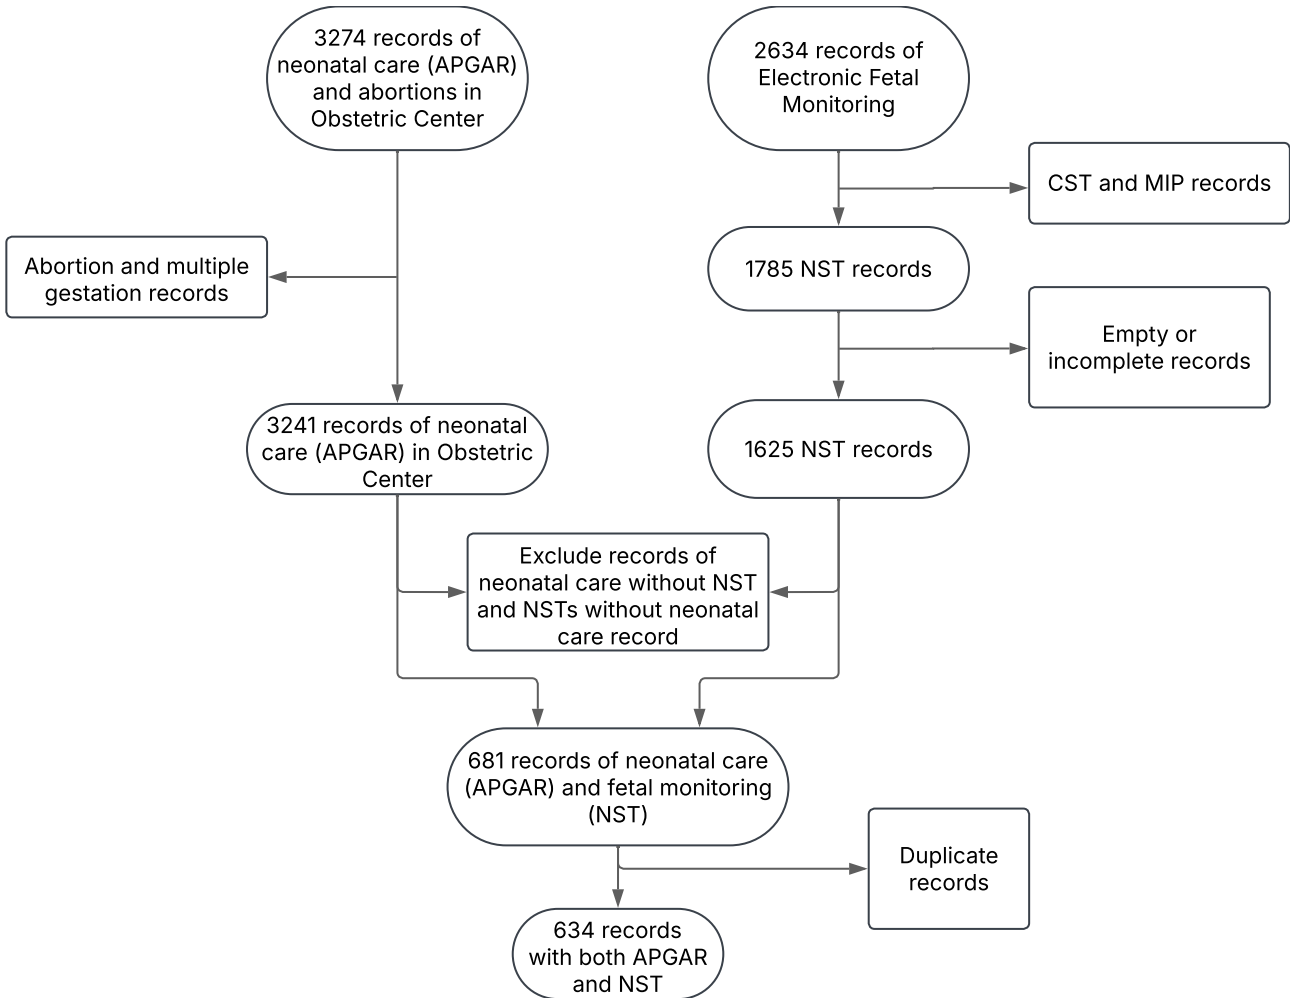 3274 records of
neonatal care (APGAR)
and abortions in
Obstetric Center
2634 records of
Electronic Fetal
Monitoring
CST and MIP records
Abortion and multiple
gestation records
1785 NST records
Empty or
incomplete records
3241 records of neonatal
care (APGAR) in Obstetric
Center
1625 NST records
Exclude records of
neonatal care without NST
and NSTs without neonatal
care record
681 records of neonatal care
(APGAR) and fetal monitoring
(NST)
Duplicate
records
634 records
with both APGAR
and NST